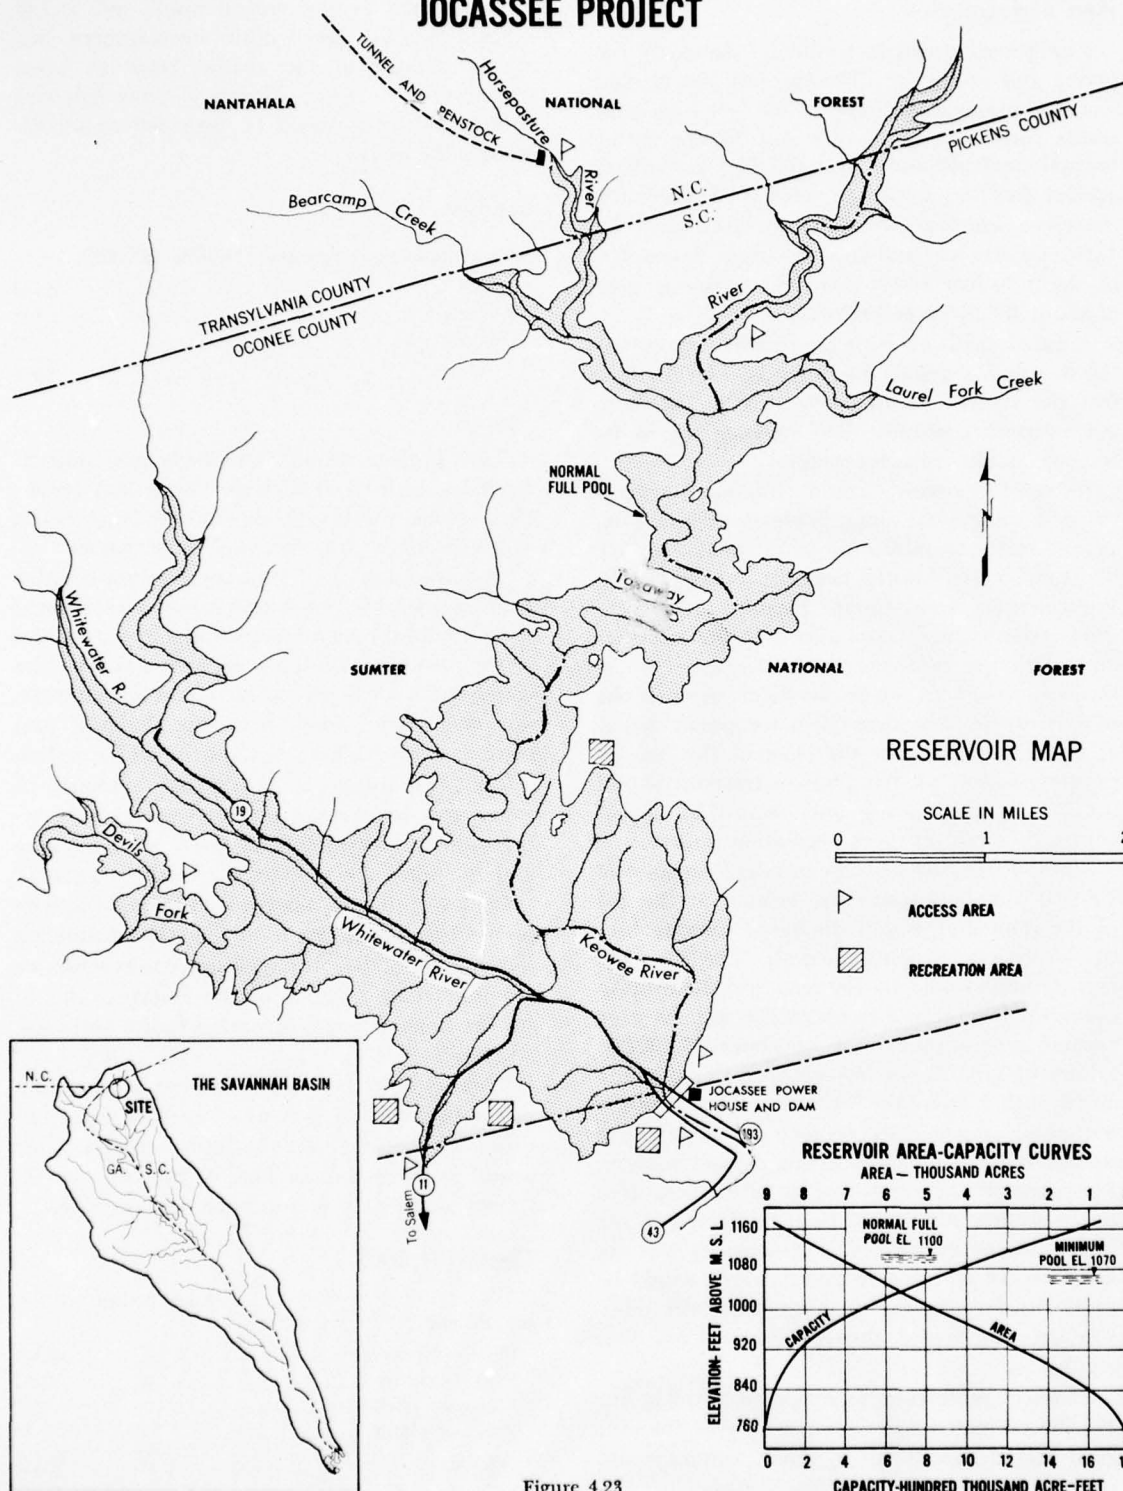 JOCASSEE PROJECT
TUNNEL AND PENSTOCK
Horsepasture
River
NANTAHALA
NATIONAL
FOREST
PICKENS COUNTY
N.C.
S.C.
Bearcamp Creek
TRANSYLVANIA COUNTY
OCONEE COUNTY
River
Laurel Fork Creek
NORMAL
FULL POOL
N
Toxaway
Whitewater R.
SUMTER
NATIONAL
FOREST
RESERVOIR MAP
SCALE IN MILES
0 1 2
ACCESS AREA
RECREATION AREA
19
Devils
Fork
Whitewater River
Keowee River
JOCASSEE POWER
HOUSE AND DAM
193
11
43
To Salem
N.C.
THE SAVANNAH BASIN
SITE
GA. S.C.
RESERVOIR AREA-CAPACITY CURVES
AREA — THOUSAND ACRES
9 8 7 6 5 4 3 2 1
ELEVATION-FEET ABOVE M.S.L.
1160
1080
1000
920
840
760
NORMAL FULL
POOL EL. 1100
MINIMUM
POOL EL. 1070
CAPACITY
AREA
0 2 4 6 8 10 12 14 16
CAPACITY-HUNDRED THOUSAND ACRE-FEET
Figure 4.23